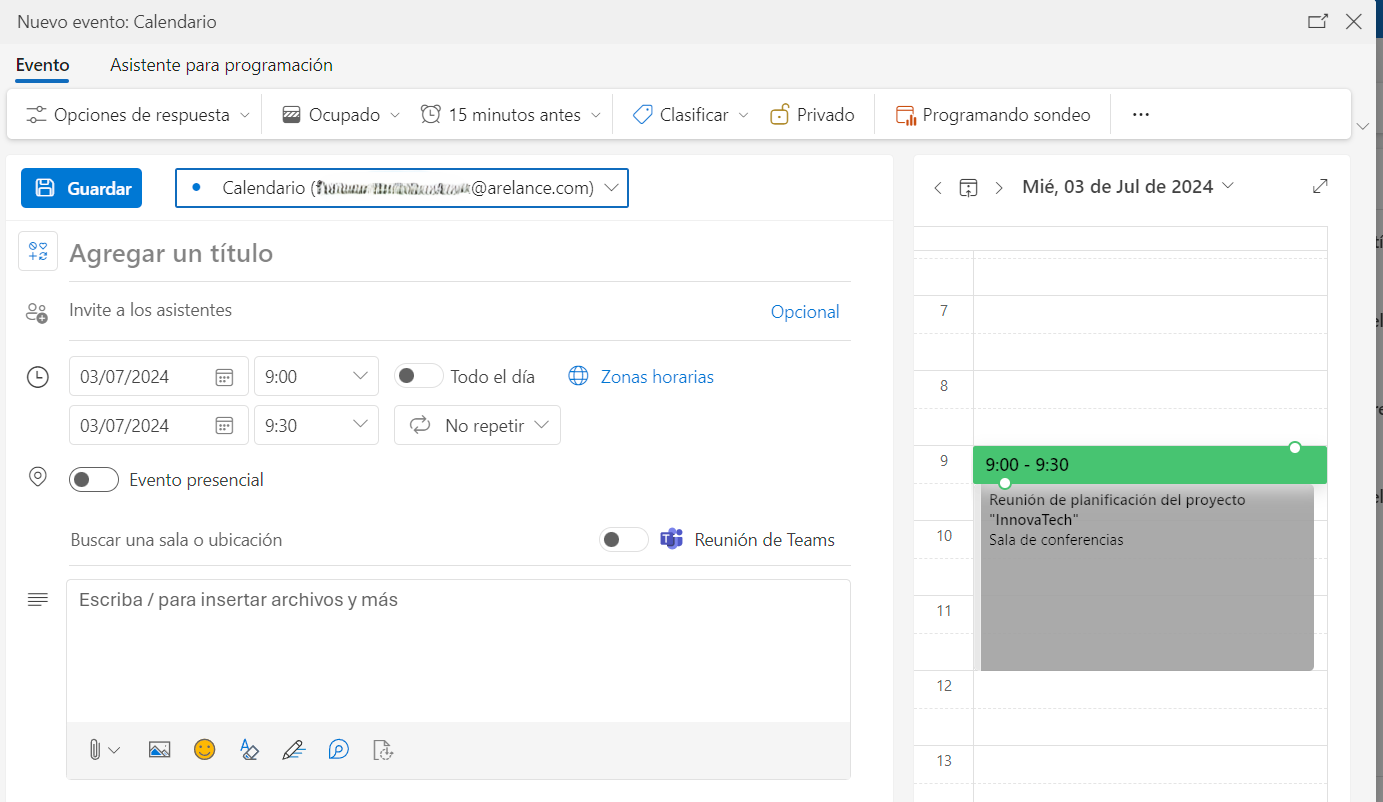 Nuevo evento: Calendario
Evento
Asistente para programación
Opciones de respuesta
Ocupado
15 minutos antes
Clasificar
Privado
Programando sondeo
...
Guardar
Calendario (
@arelance.com)
Mié, 03 de Jul de 2024
Agregar un título
Invite a los asistentes
Opcional
03/07/2024
9:00
Todo el día
Zonas horarias
03/07/2024
9:30
No repetir
Evento presencial
Buscar una sala o ubicación
Reunión de Teams
Escriba / para insertar archivos y más
7
8
9
9:00 - 9:30
Reunión de planificación del proyecto
"InnovaTech"
Sala de conferencias
10
11
12
13